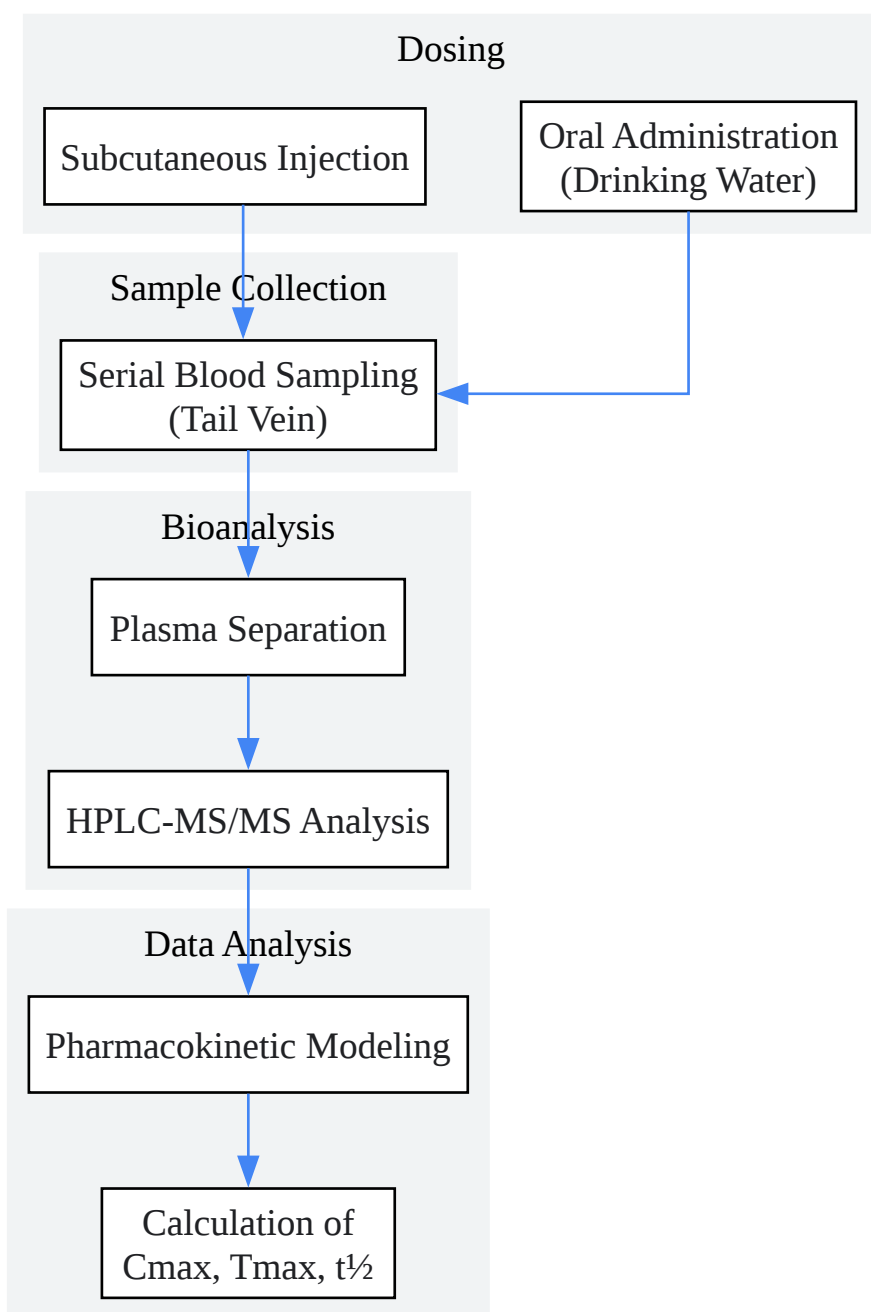 Dosing
Subcutaneous Injection
Oral Administration
(Drinking Water)
Sample Collection
Serial Blood Sampling
(Tail Vein)
Bioanalysis
Plasma Separation
HPLC-MS/MS Analysis
Data Analysis
Pharmacokinetic Modeling
Calculation of
Cmax, Tmax, t½